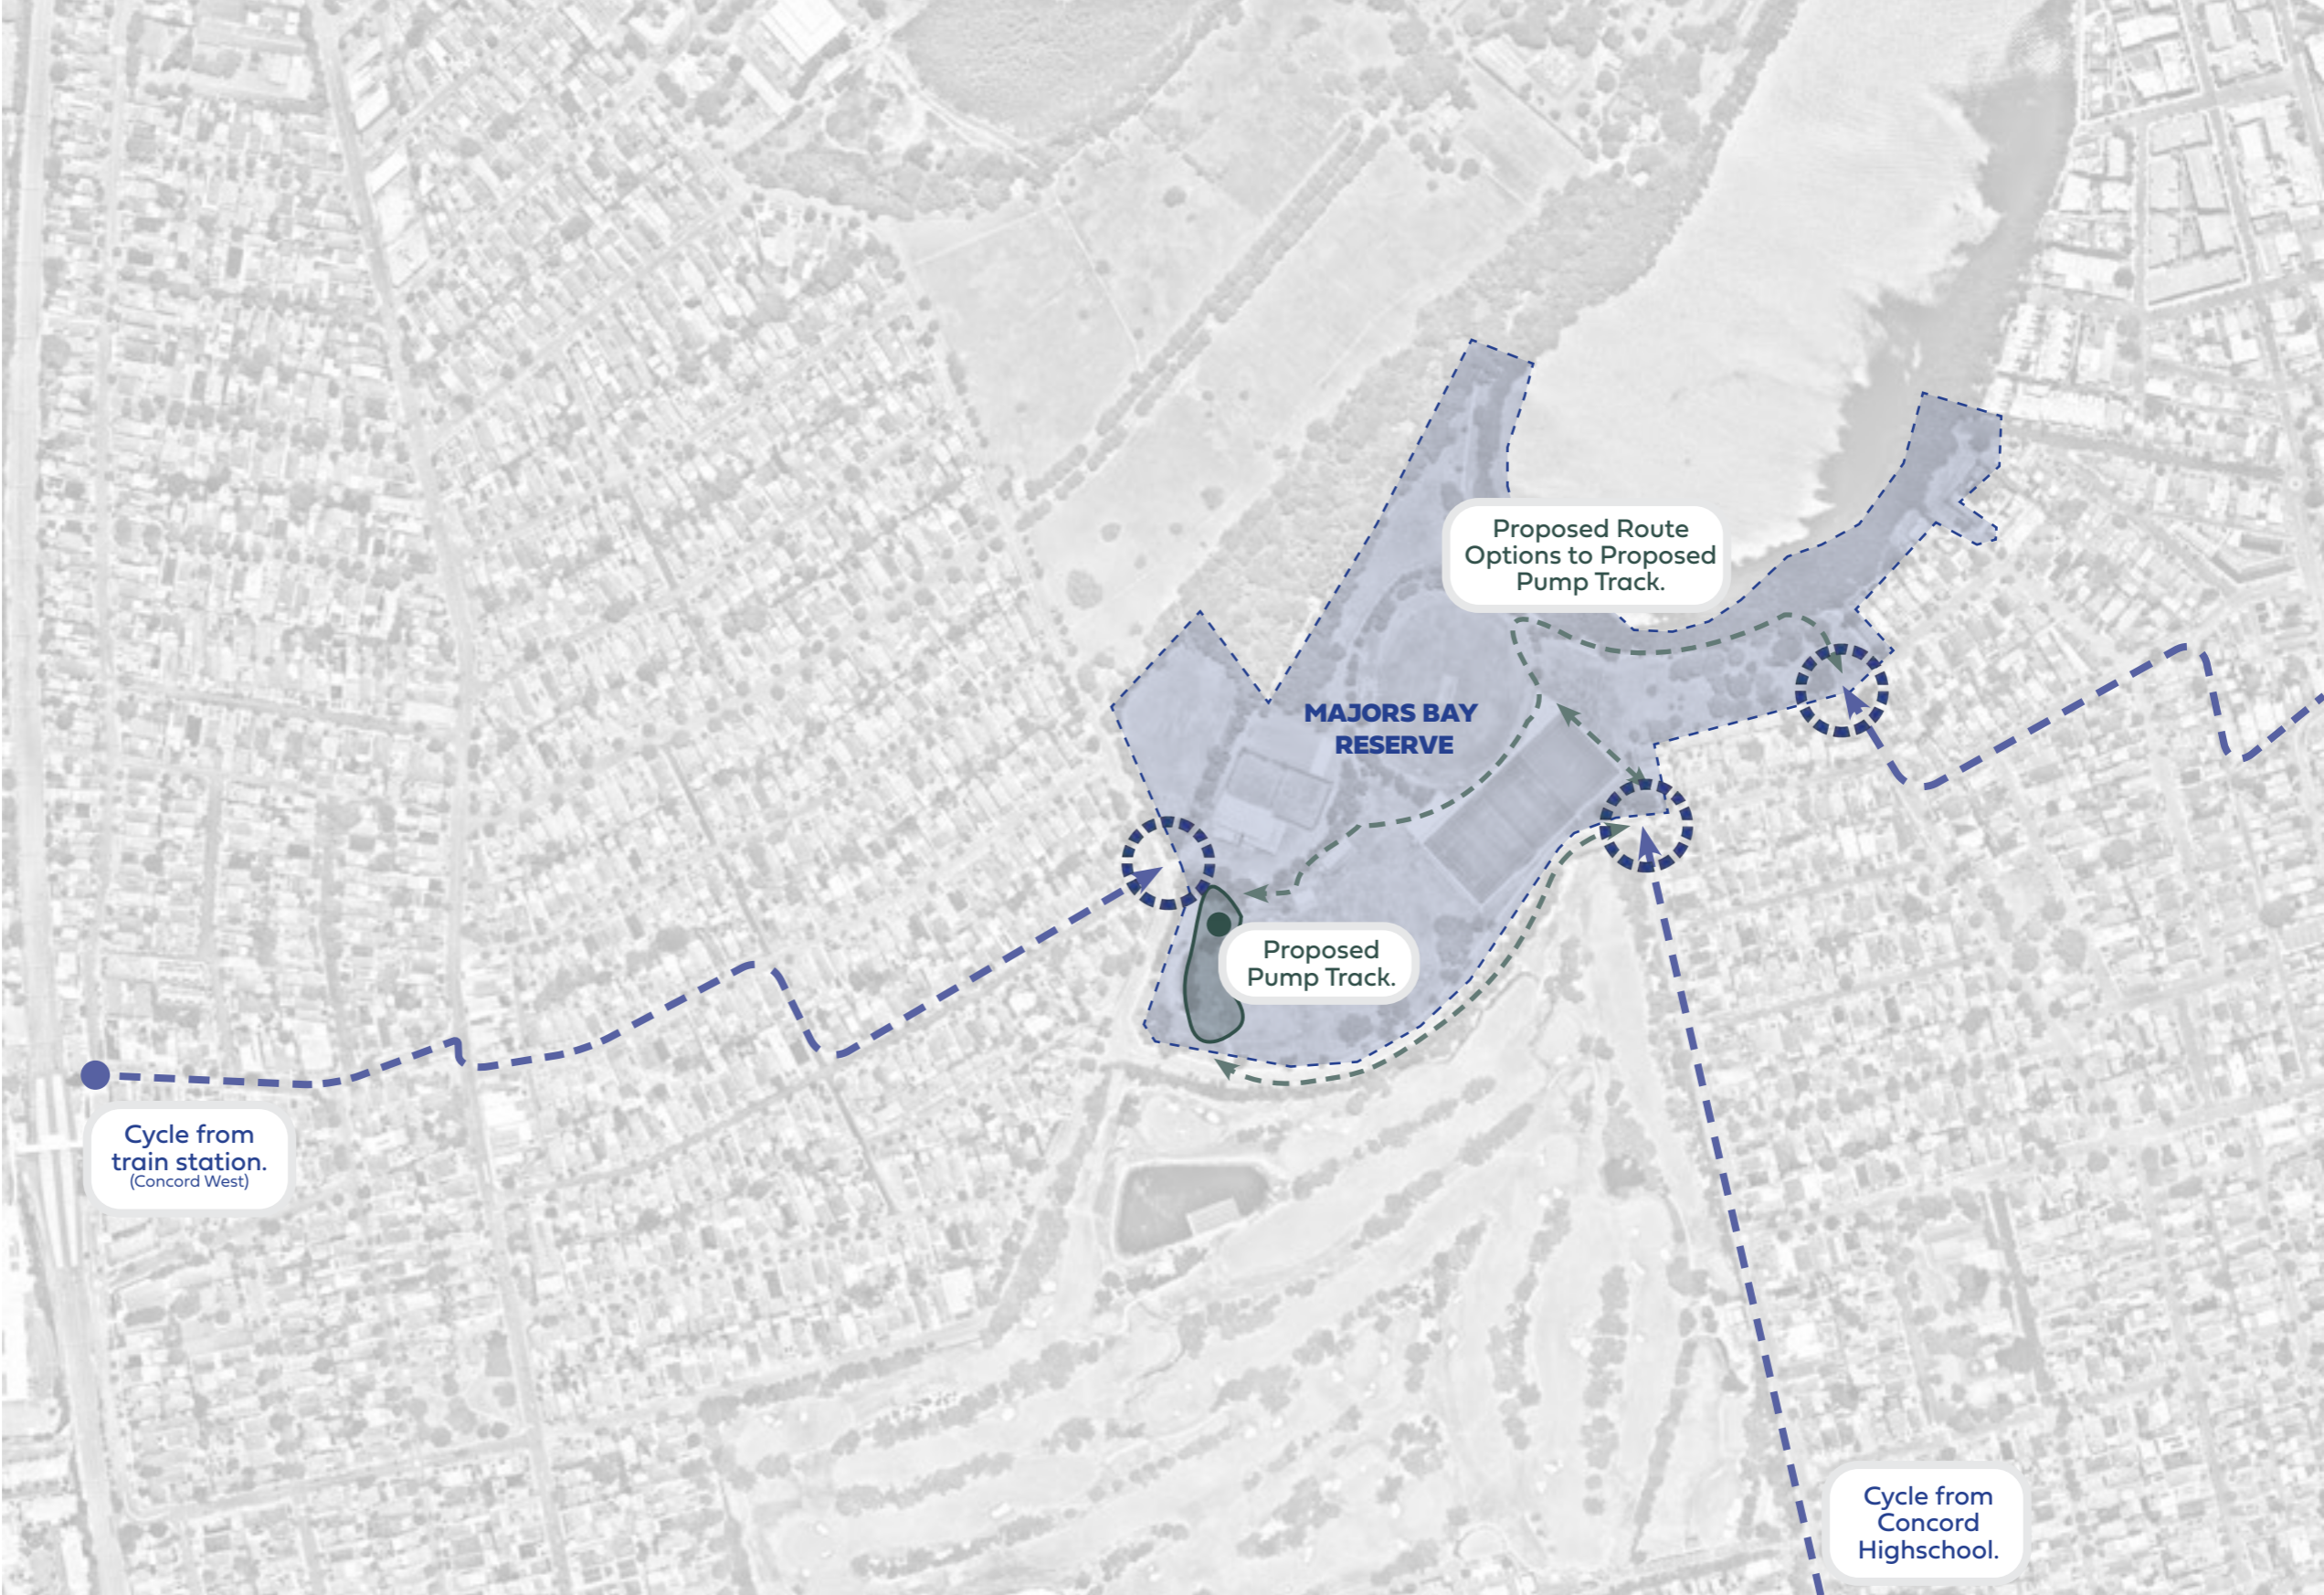 Proposed Route
Options to Proposed
Pump Track.
MAJORS BAY
RESERVE
Proposed
Pump Track.
Cycle from
train station.
(Concord West)
Cycle from
Concord
Highschool.